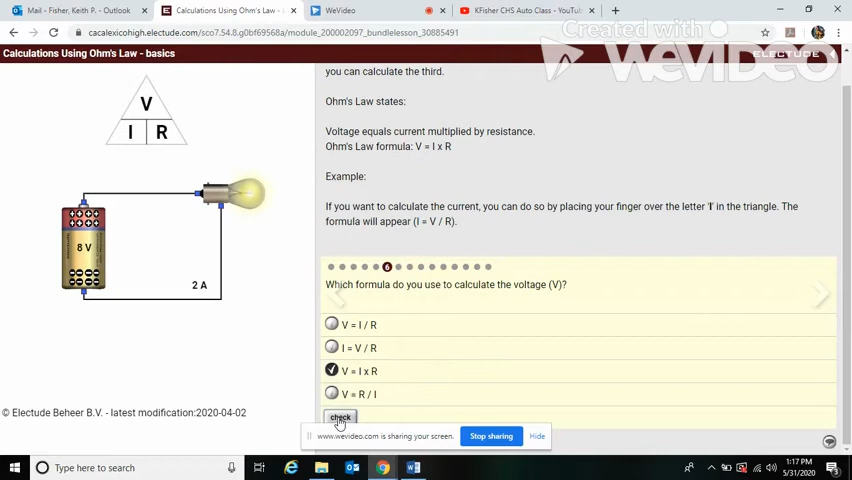 Mail - Fisher, Keith P. - Outlook
Calculations Using Ohm's Law -
WeVideo
KFisher CHS Auto Class - YouTu
cacalexicohigh.electude.com/sco7.54.8.g0bf69568a/module_200002097_bundlelesson_30885491
Created with
WEVIDEO
Calculations Using Ohm's Law - basics
ELECTUDE
you can calculate the third.
V
I R
Ohm's Law states:
Voltage equals current multiplied by resistance.
Ohm's Law formula: V = I x R
Example:
If you want to calculate the current, you can do so by placing your finger over the letter 'I' in the triangle. The
formula will appear (I = V / R).
8 V
2 A
6
Which formula do you use to calculate the voltage (V)?
V = I / R
I = V / R
V = I x R
V = R / I
check
© Electude Beheer B.V. - latest modification:2020-04-02
www.wevideo.com is sharing your screen.
Stop sharing
Hide
Type here to search
1:17 PM
5/31/2020